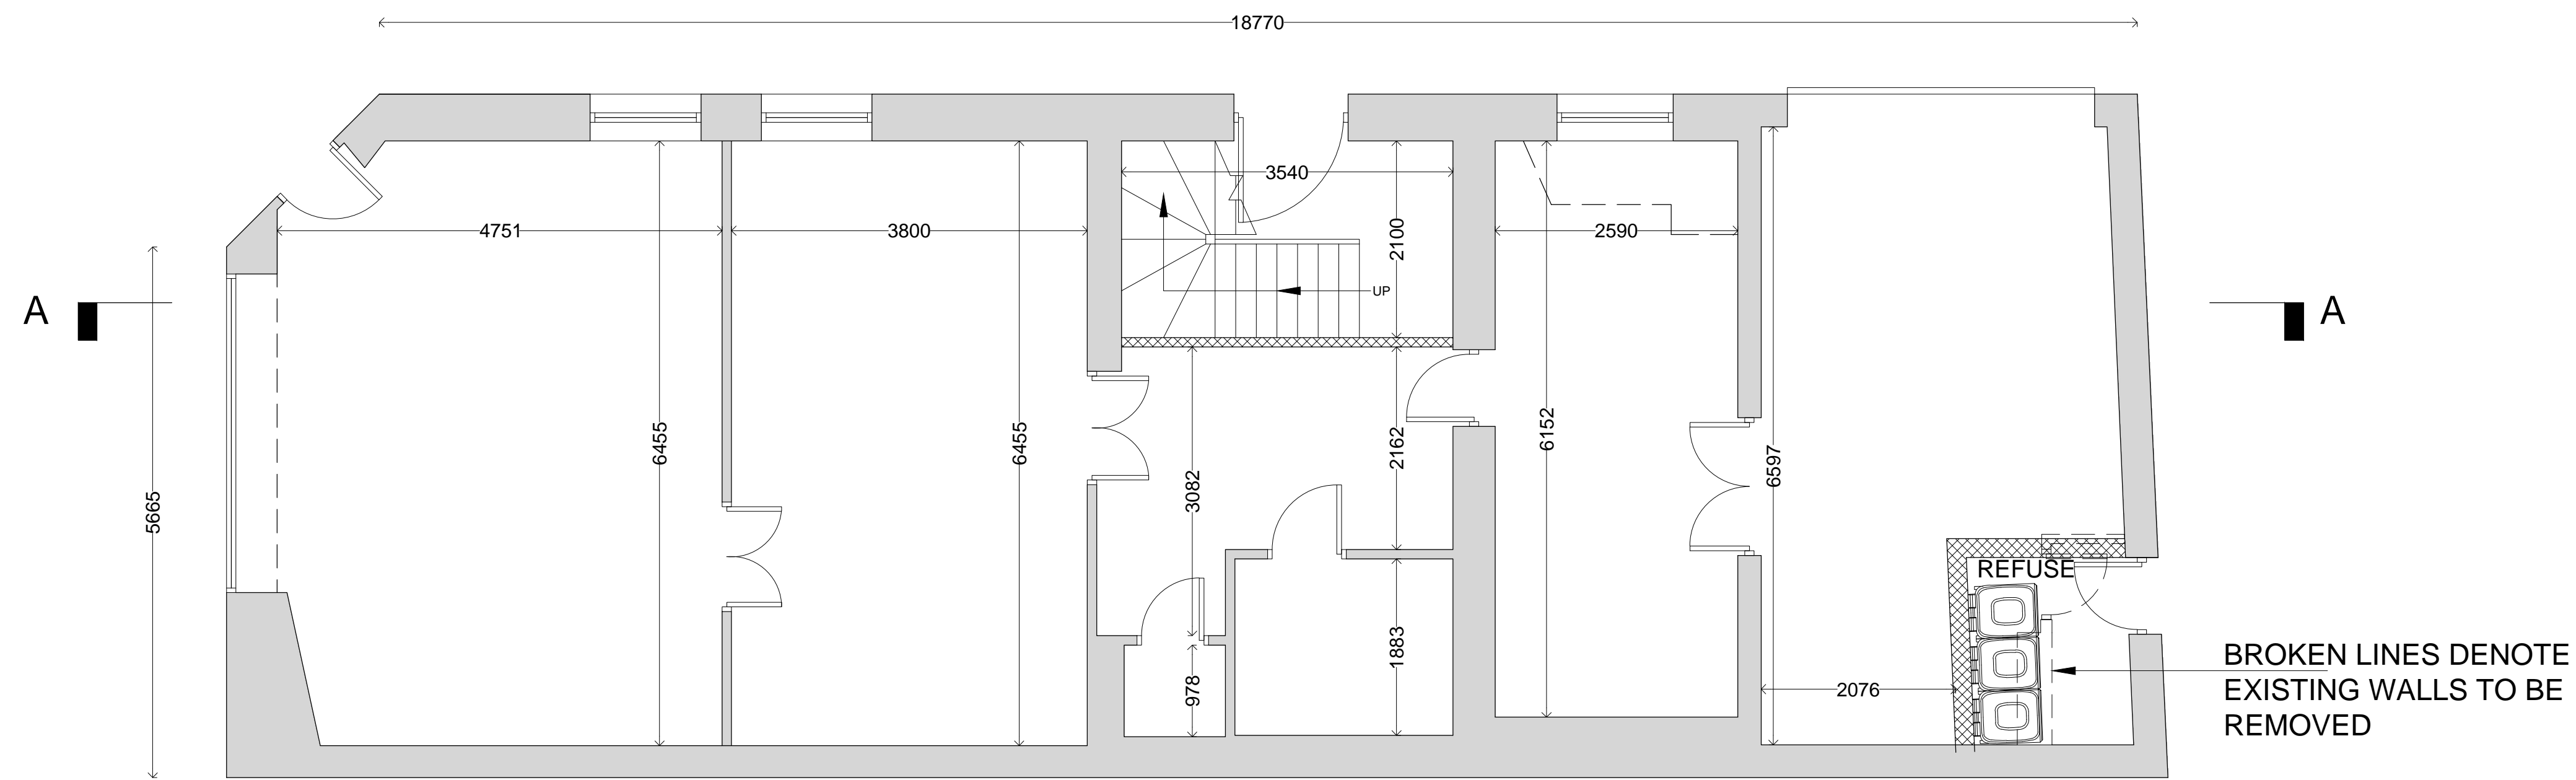 18770
3540
4751
3800
2100
2590
UP
A
A
6455
6455
6152
2162
6597
3082
5665
REFUSE
1883
978
2076
BROKEN LINES DENOTE
EXISTING WALLS TO BE
REMOVED